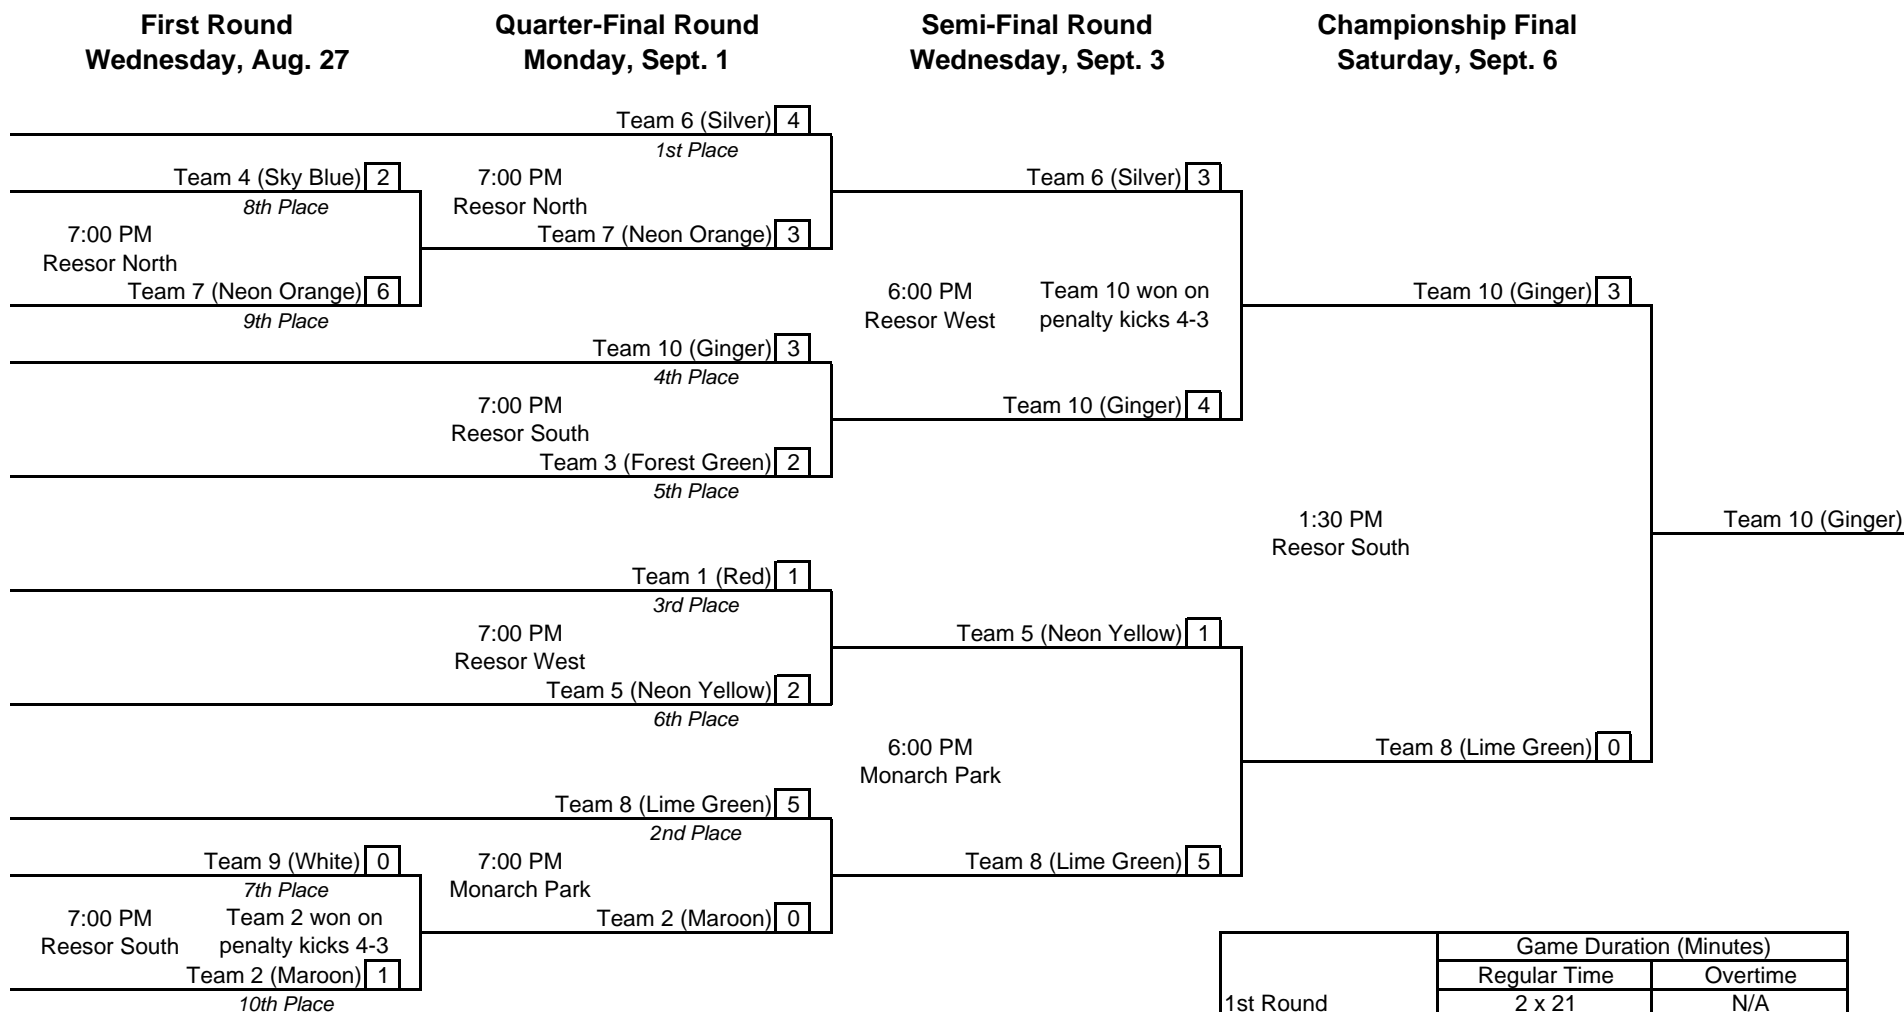 First Round
Wednesday, Aug. 27
Quarter-Final Round
Monday, Sept. 1
Semi-Final Round
Wednesday, Sept. 3
Championship Final
Saturday, Sept. 6
Team 6 (Silver) 4
1st Place
Team 4 (Sky Blue) 2
8th Place
7:00 PM
Reesor North
Team 7 (Neon Orange) 6
9th Place
7:00 PM
Reesor North
Team 7 (Neon Orange) 3
Team 10 (Ginger) 3
4th Place
7:00 PM
Reesor South
Team 3 (Forest Green) 2
5th Place
Team 1 (Red) 1
3rd Place
7:00 PM
Reesor West
Team 5 (Neon Yellow) 2
6th Place
Team 8 (Lime Green) 5
2nd Place
Team 9 (White) 0
7th Place
7:00 PM
Reesor South
Team 2 won on
penalty kicks 4-3
Team 2 (Maroon) 1
10th Place
7:00 PM
Monarch Park
Team 2 (Maroon) 0
Team 6 (Silver) 3
6:00 PM
Reesor West
Team 10 won on
penalty kicks 4-3
Team 10 (Ginger) 4
Team 5 (Neon Yellow) 1
6:00 PM
Monarch Park
Team 8 (Lime Green) 5
Team 10 (Ginger) 3
1:30 PM
Reesor South
Team 8 (Lime Green) 0
Team 10 (Ginger)
Game Duration (Minutes)
Regular Time Overtime
1st Round 2 x 21 N/A